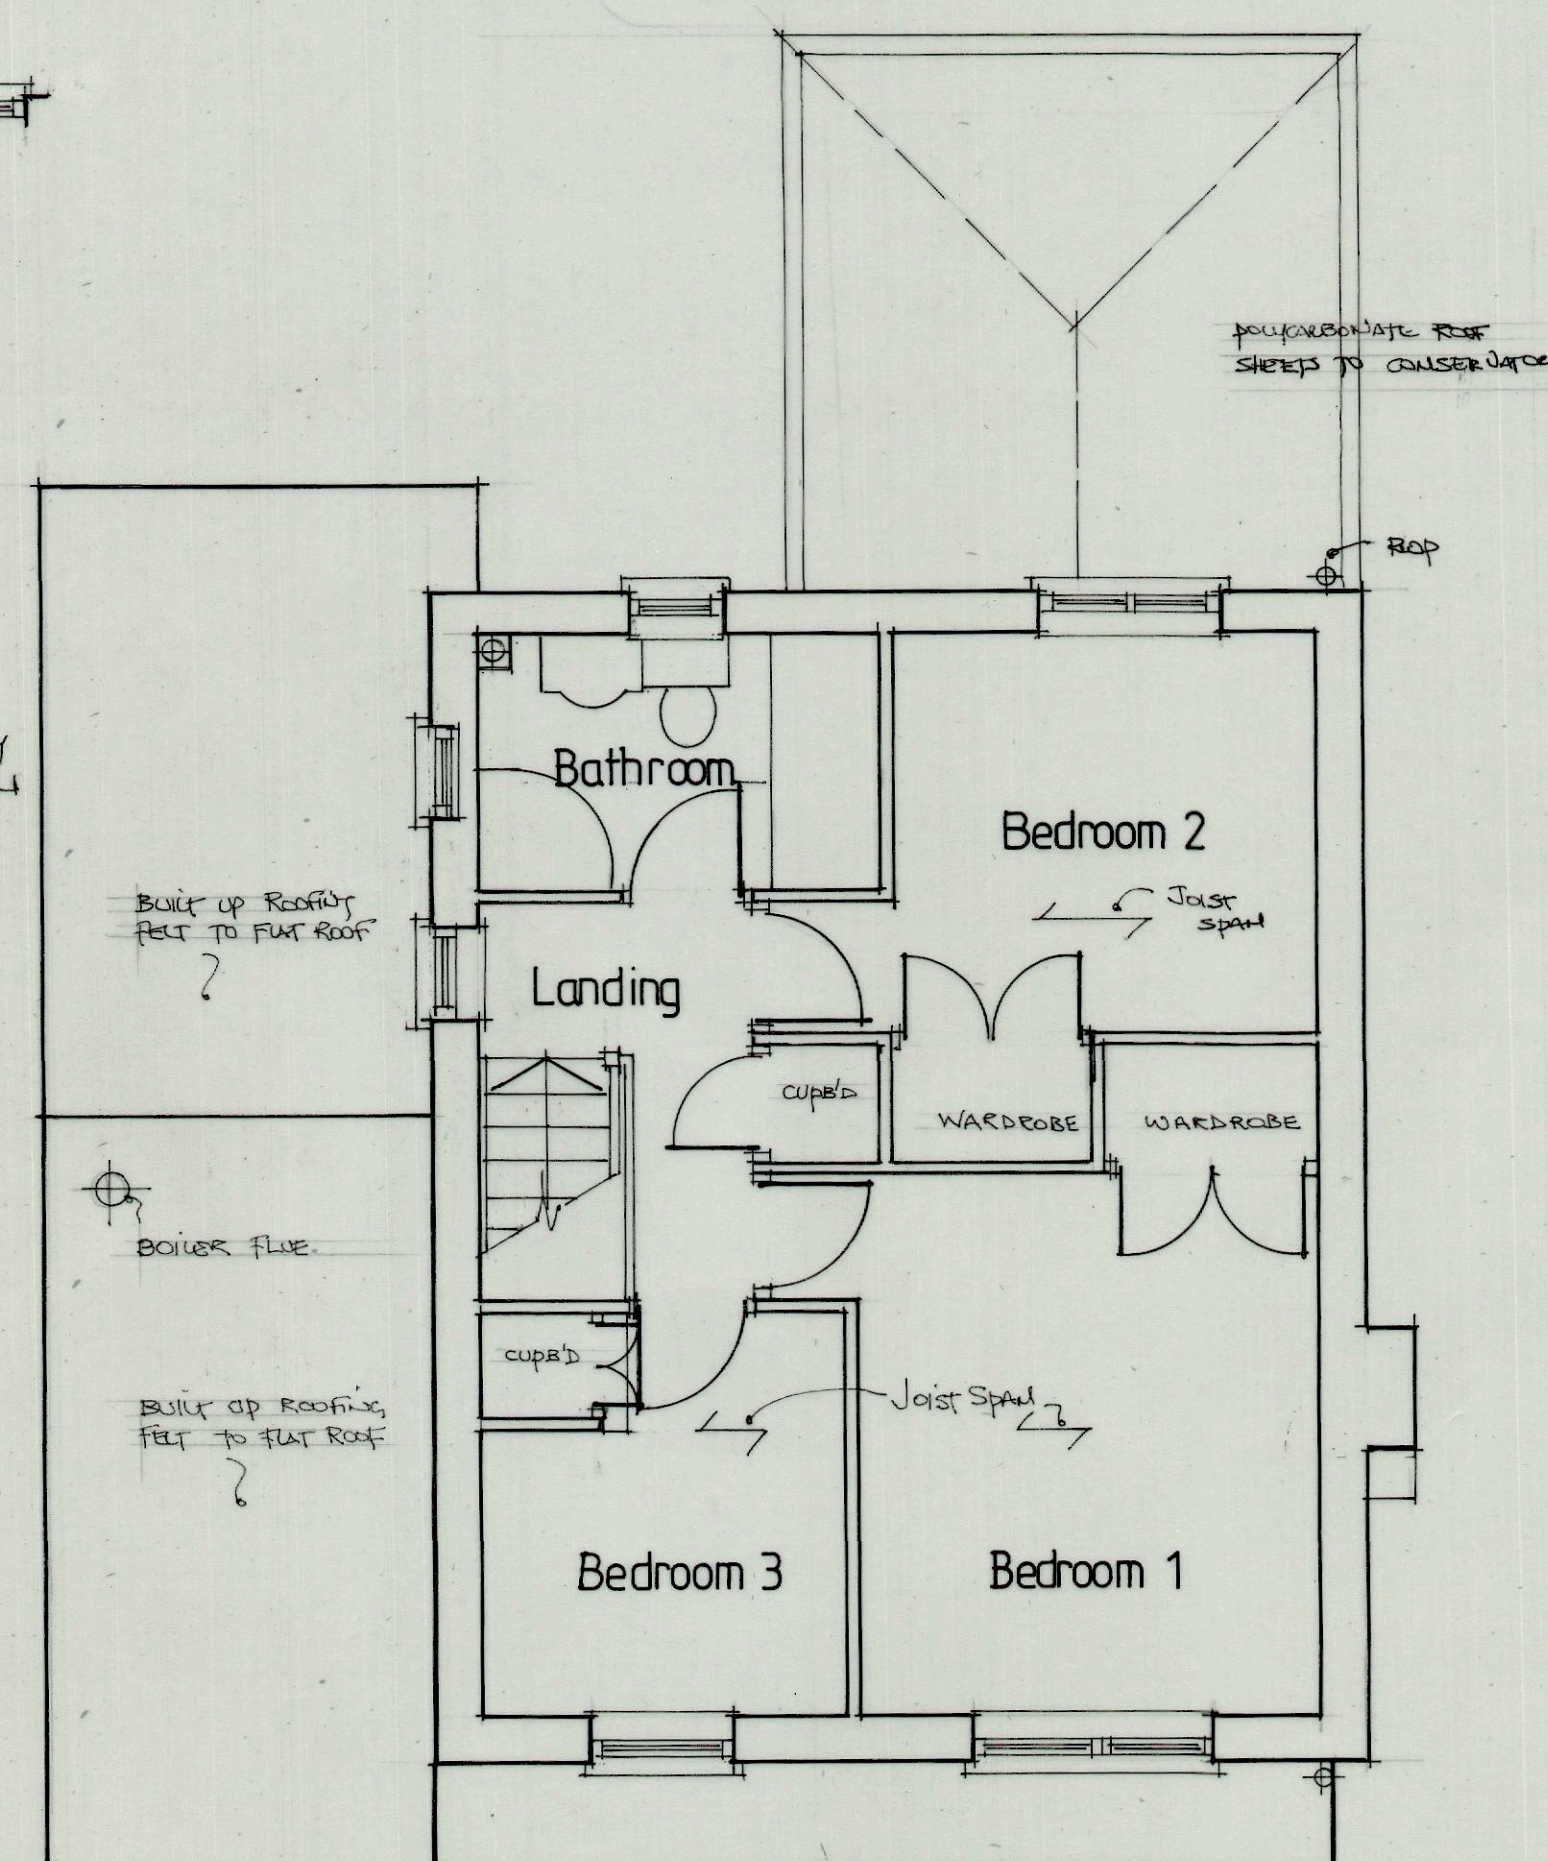 POLYCARBONATE ROOF
SHEETS TO CONSERVATO
RWP
Bathroom
Bedroom 2
BUILT UP ROOFING
FELT TO FLAT ROOF
JOIST
SPAN
Landing
CUPB'D
WARDROBE
WARDROBE
BOILER FLUE.
CUPB'D
JOIST SPAN
BUILT UP ROOFING
FELT TO FLAT ROOF
Bedroom 3
Bedroom 1